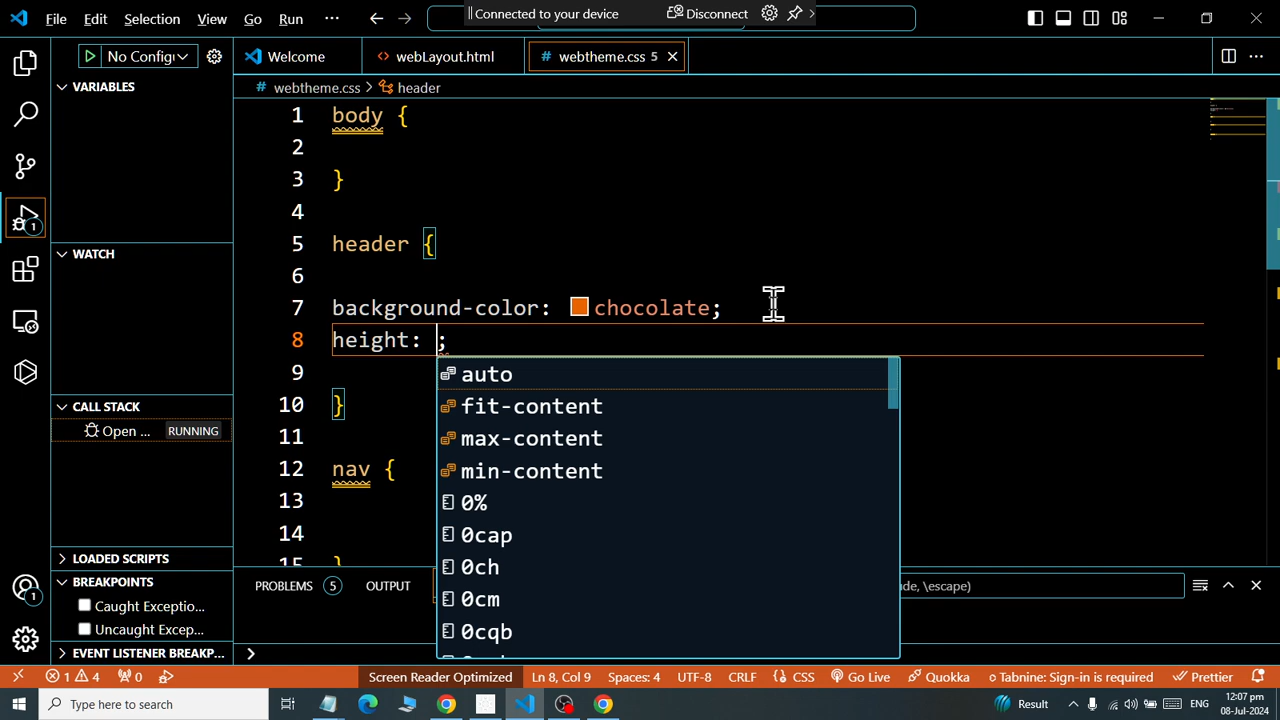 File Edit Selection View Go Run ...
Connected to your device Disconnect
No Config
Welcome webLayout.html # webtheme.css 5
VARIABLES
# webtheme.css > header
1 body {
2
3 }
4
5 header {
6
7 background-color: chocolate;
8 height: ;
9
10 }
11
12 nav {
13
14
15 }
auto
fit-content
max-content
min-content
0%
0cap
0ch
0cm
0cqb
WATCH
CALL STACK
Open ... RUNNING
LOADED SCRIPTS
BREAKPOINTS
Caught Exceptio...
Uncaught Excep...
EVENT LISTENER BREAKP...
PROBLEMS 5 OUTPUT ude, \escape)
1 4 0 Screen Reader Optimized Ln 8, Col 9 Spaces: 4 UTF-8 CRLF {} CSS Go Live Quokka Tabnine: Sign-in is required Prettier
Type here to search Result ENG 12:07 pm 08-Jul-2024